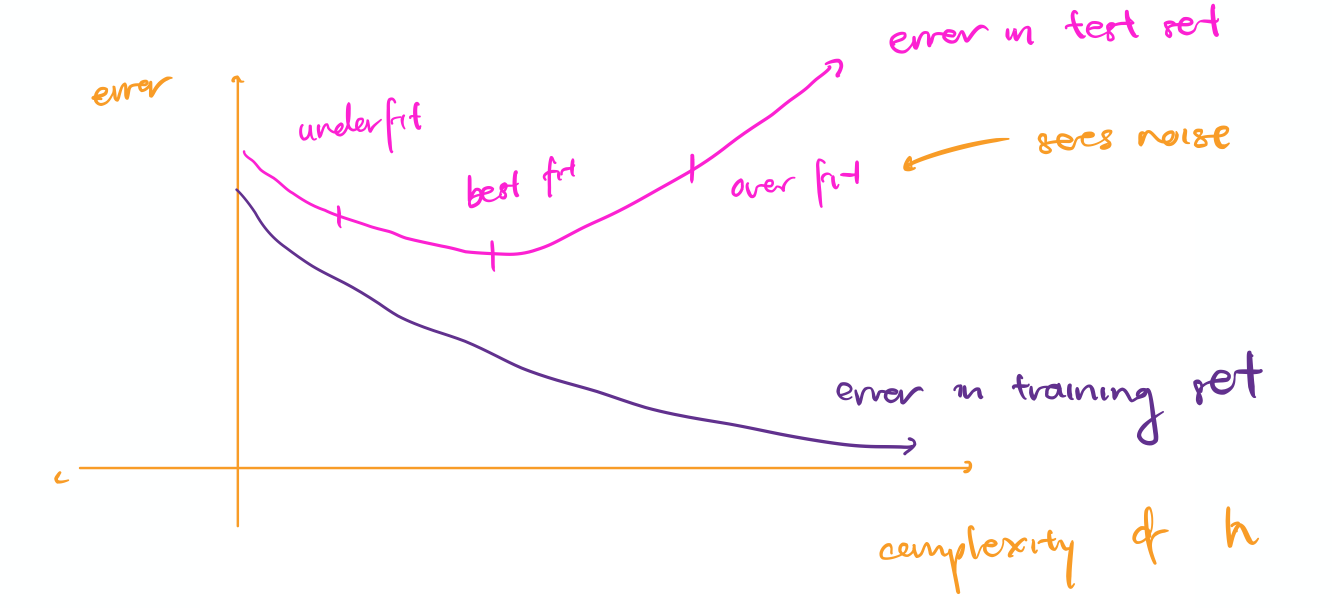 error in test set
error
underfit
sees noise
best fit
over fit
error in training set
complexity of h